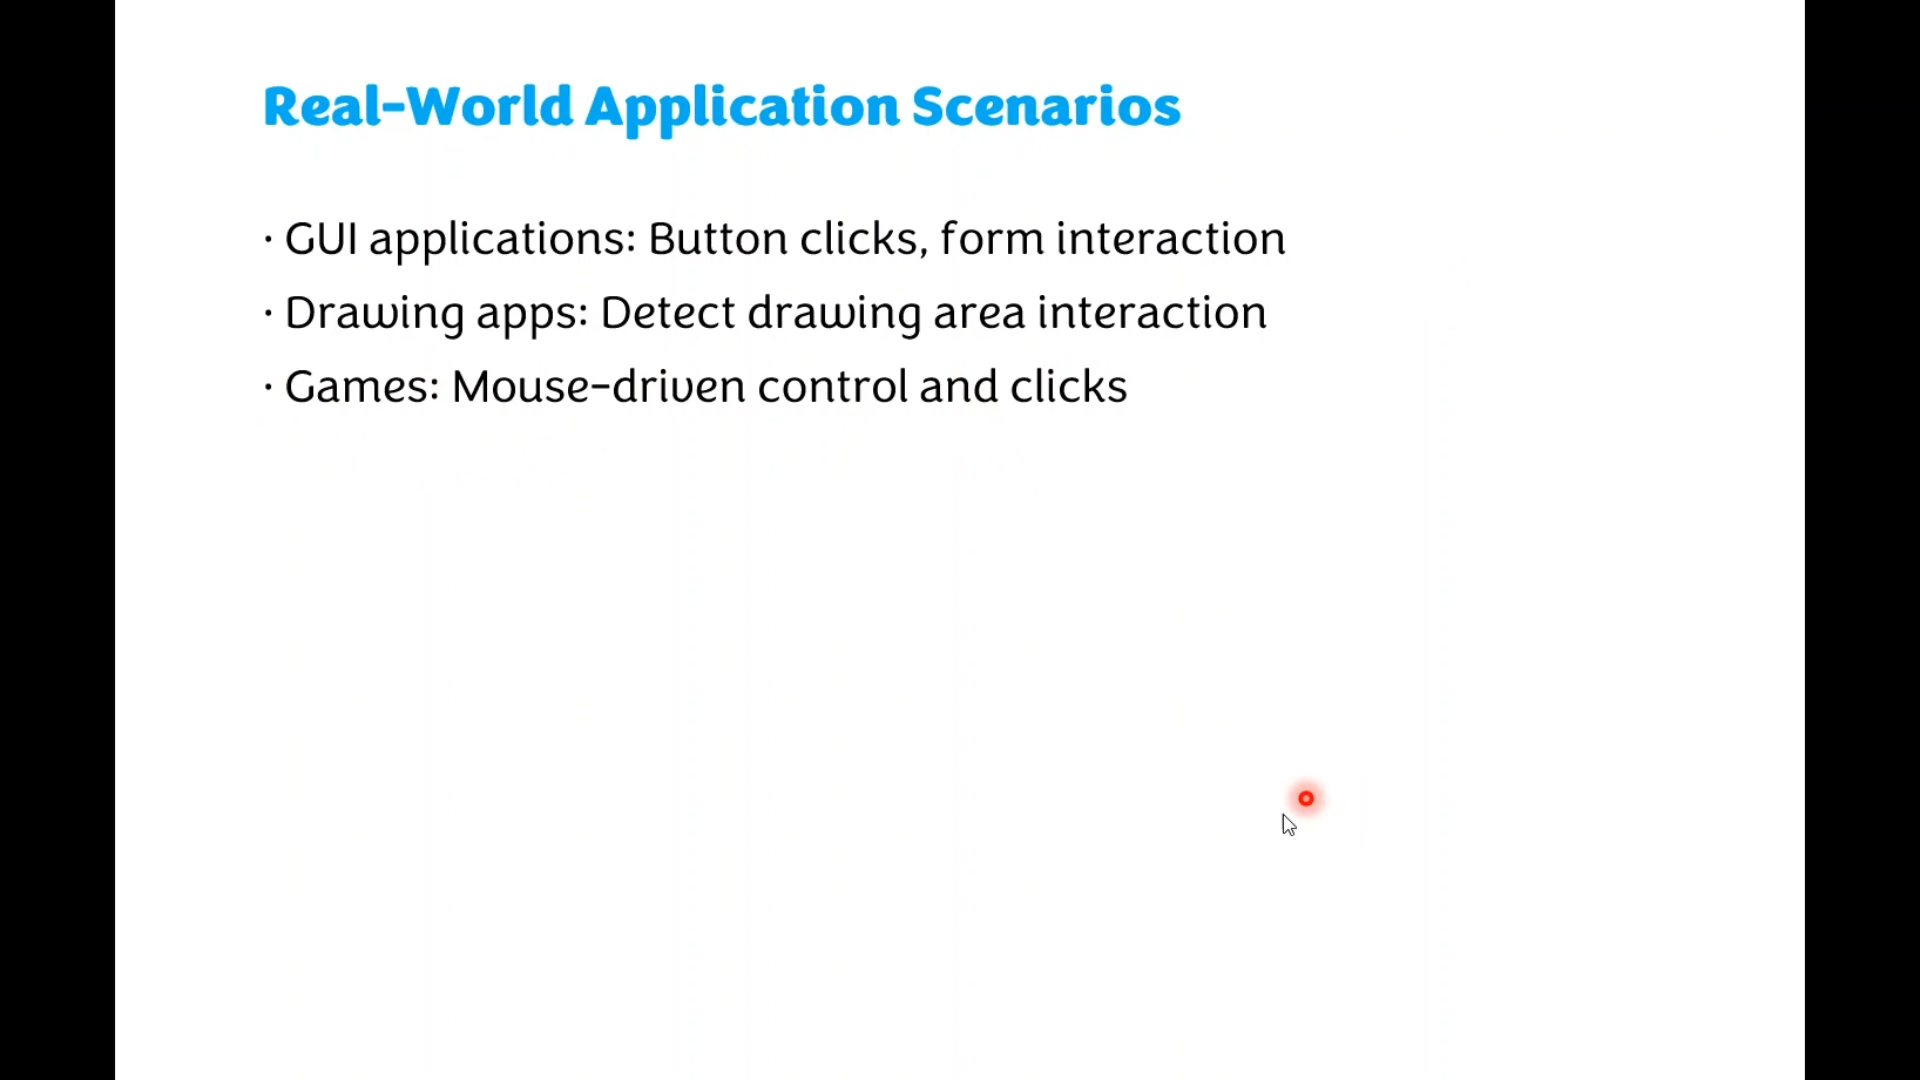 Real-World Application Scenarios
· GUI applications: Button clicks, form interaction
· Drawing apps: Detect drawing area interaction
· Games: Mouse-driven control and clicks